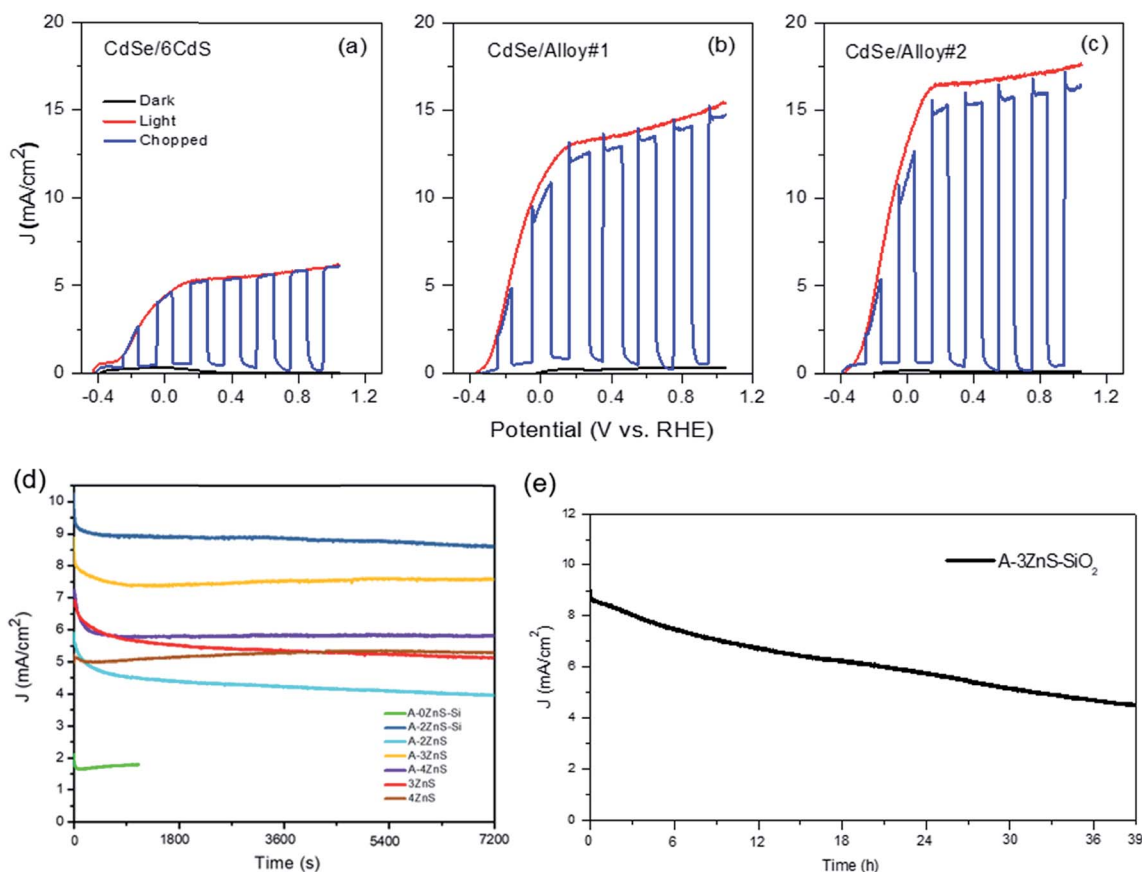 CdSe/6CdS (a)
Dark
Light
Chopped
CdSe/Alloy#1 (b)
CdSe/Alloy#2 (c)
J (mA/cm²)
20
15
10
5
0
20
15
10
5
0
20
15
10
5
0
-0.4 0.0 0.4 0.8 1.2
-0.4 0.0 0.4 0.8 1.2
-0.4 0.0 0.4 0.8 1.2
Potential (V vs. RHE)
(d)
J (mA/cm²)
10
9
8
7
6
5
4
3
2
1
0
A-0ZnS-Si
A-2ZnS-Si
A-2ZnS
A-3ZnS
A-4ZnS
3ZnS
4ZnS
0 1800 3600 5400 7200
Time (s)
(e)
J (mA/cm²)
12
10
8
6
4
2
0
A-3ZnS-SiO₂
0 6 12 18 24 30 36 39
Time (h)